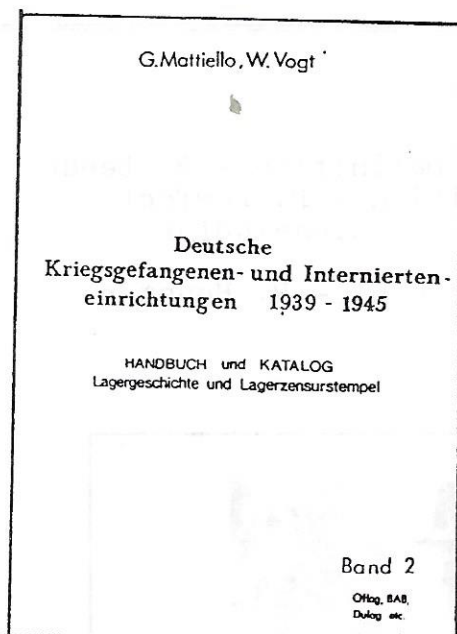 G.Mattiello, W. Vogt
Deutsche
Kriegsgefangenen- und Internierten-
einrichtungen 1939 - 1945
HANDBUCH und KATALOG
Lagergeschichte und Lagerzensurstempel
Band 2
Oflag, BAB,
Dulag etc.